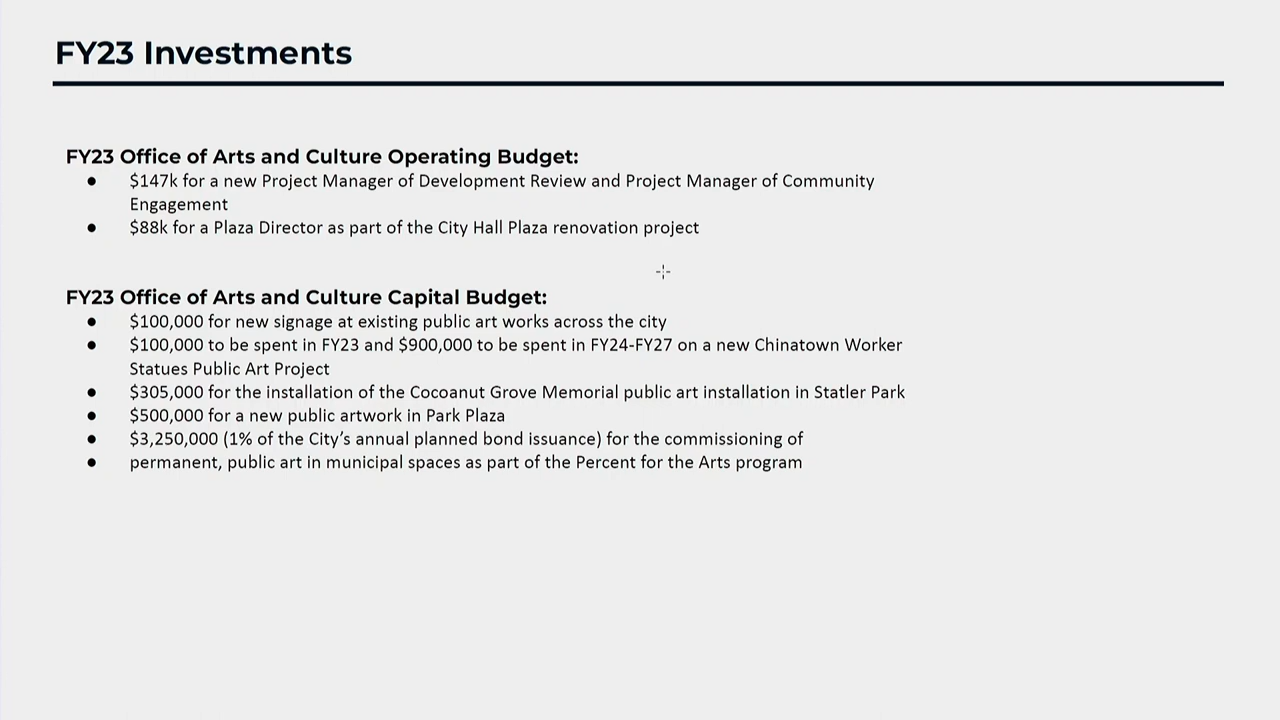 FY23 Investments
FY23 Office of Arts and Culture Operating Budget:
● $147k for a new Project Manager of Development Review and Project Manager of Community
Engagement
● $88k for a Plaza Director as part of the City Hall Plaza renovation project
FY23 Office of Arts and Culture Capital Budget:
● $100,000 for new signage at existing public art works across the city
● $100,000 to be spent in FY23 and $900,000 to be spent in FY24-FY27 on a new Chinatown Worker
Statues Public Art Project
● $305,000 for the installation of the Cocoanut Grove Memorial public art installation in Statler Park
● $500,000 for a new public artwork in Park Plaza
● $3,250,000 (1% of the City’s annual planned bond issuance) for the commissioning of
● permanent, public art in municipal spaces as part of the Percent for the Arts program